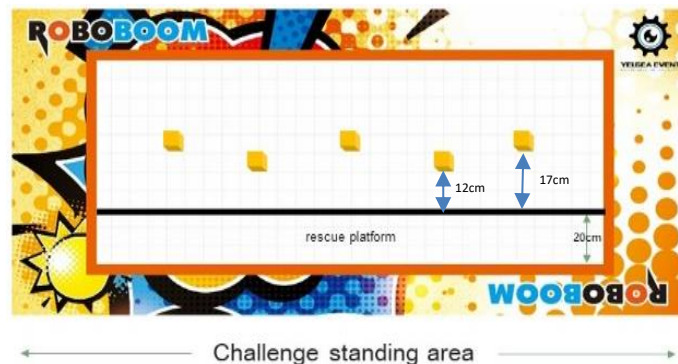 ROBOBOOM
YELSEA EVENT
12cm
17cm
rescue platform
20cm
ROBOBOOM
Challenge standing area